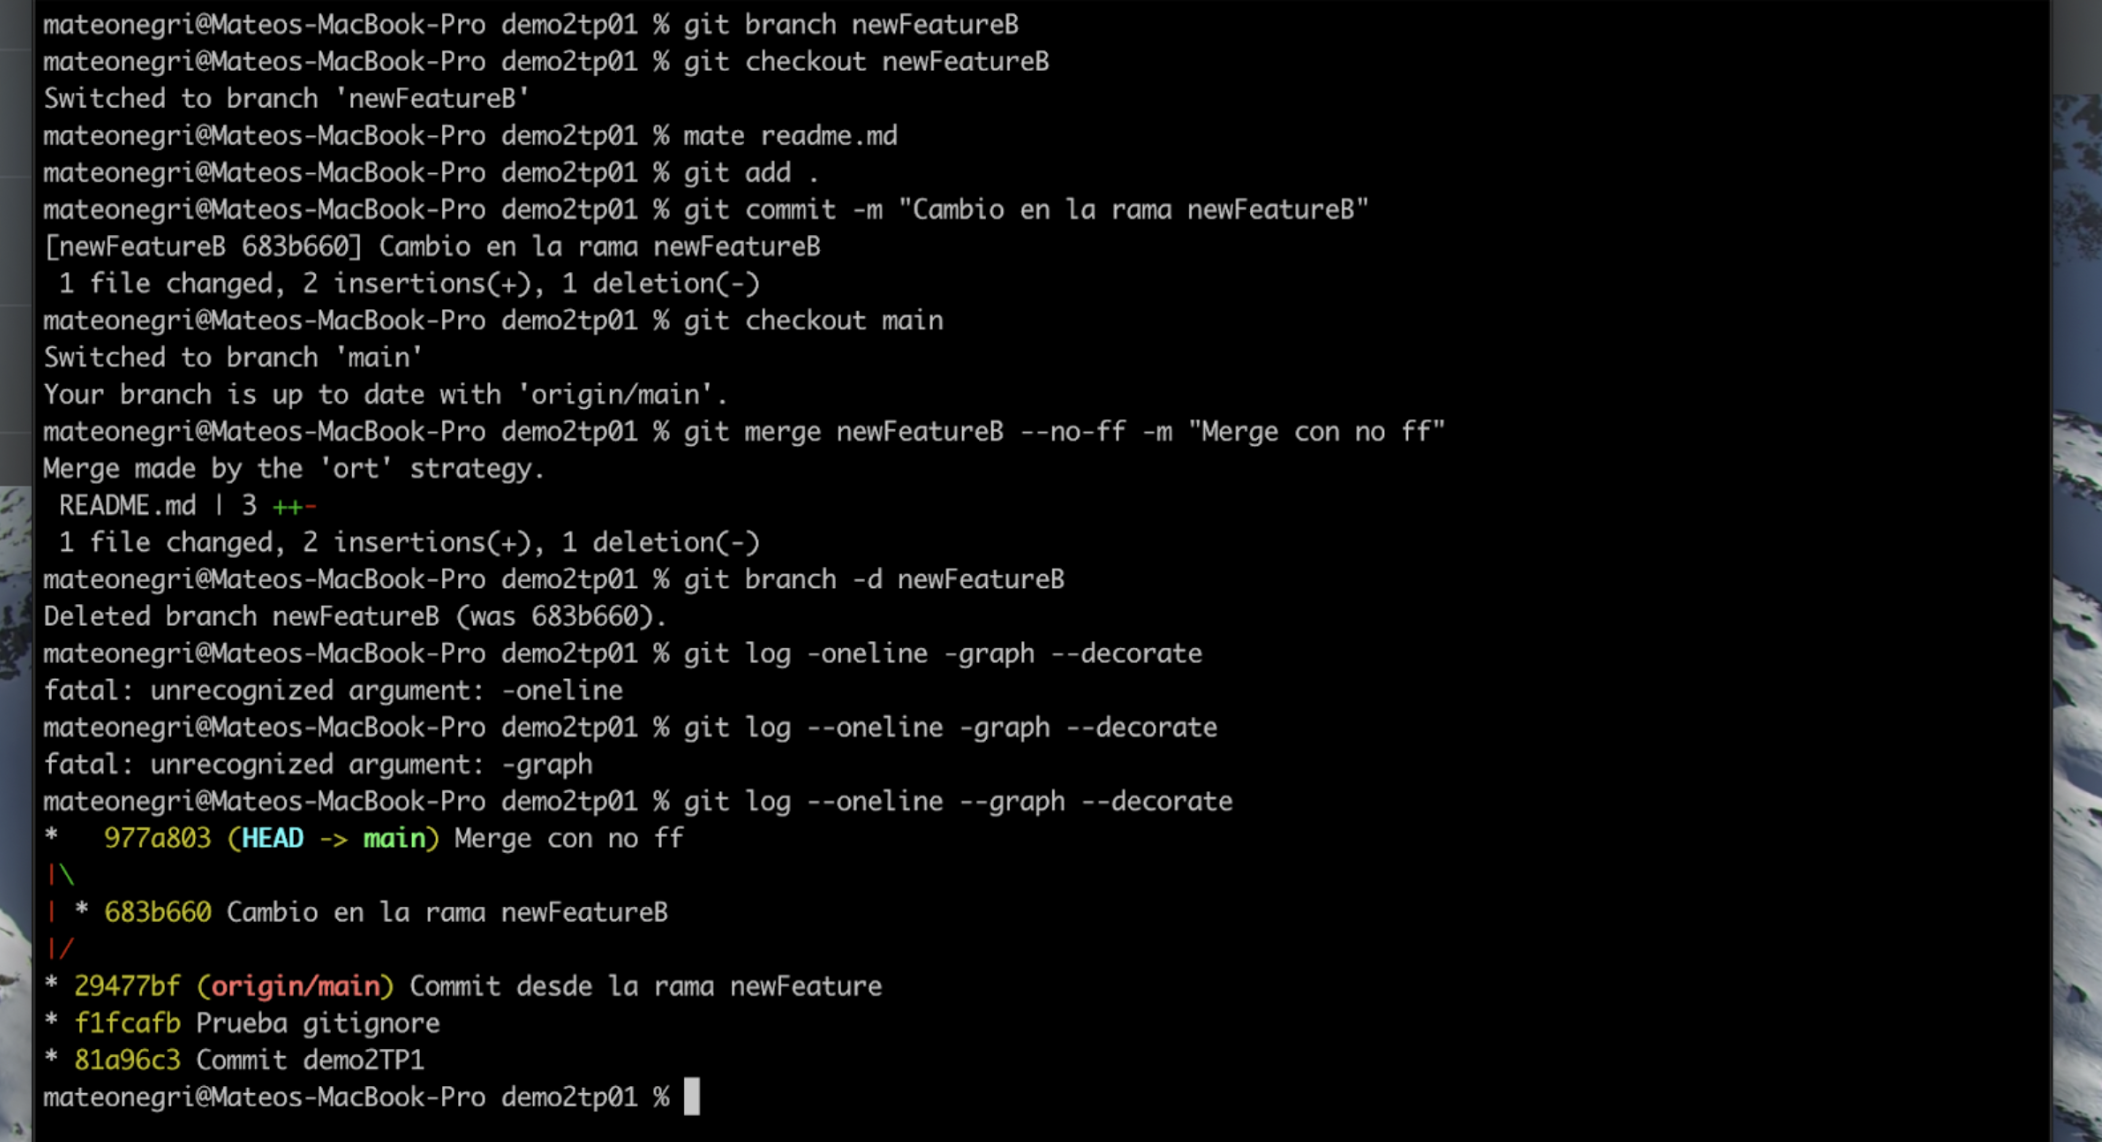 mateonegri@Mateos-MacBook-Pro demo2tp01 % git branch newFeatureB
mateonegri@Mateos-MacBook-Pro demo2tp01 % git checkout newFeatureB
Switched to branch 'newFeatureB'
mateonegri@Mateos-MacBook-Pro demo2tp01 % mate readme.md
mateonegri@Mateos-MacBook-Pro demo2tp01 % git add .
mateonegri@Mateos-MacBook-Pro demo2tp01 % git commit -m "Cambio en la rama newFeatureB"
[newFeatureB 683b660] Cambio en la rama newFeatureB
 1 file changed, 2 insertions(+), 1 deletion(-)
mateonegri@Mateos-MacBook-Pro demo2tp01 % git checkout main
Switched to branch 'main'
Your branch is up to date with 'origin/main'.
mateonegri@Mateos-MacBook-Pro demo2tp01 % git merge newFeatureB --no-ff -m "Merge con no ff"
Merge made by the 'ort' strategy.
 README.md | 3 ++-
 1 file changed, 2 insertions(+), 1 deletion(-)
mateonegri@Mateos-MacBook-Pro demo2tp01 % git branch -d newFeatureB
Deleted branch newFeatureB (was 683b660).
mateonegri@Mateos-MacBook-Pro demo2tp01 % git log -oneline -graph --decorate
fatal: unrecognized argument: -oneline
mateonegri@Mateos-MacBook-Pro demo2tp01 % git log --oneline -graph --decorate
fatal: unrecognized argument: -graph
mateonegri@Mateos-MacBook-Pro demo2tp01 % git log --oneline --graph --decorate
*   977a803 (HEAD -> main) Merge con no ff
|\
| * 683b660 Cambio en la rama newFeatureB
|/
* 29477bf (origin/main) Commit desde la rama newFeature
* f1fcafb Prueba gitignore
* 81a96c3 Commit demo2TP1
mateonegri@Mateos-MacBook-Pro demo2tp01 %